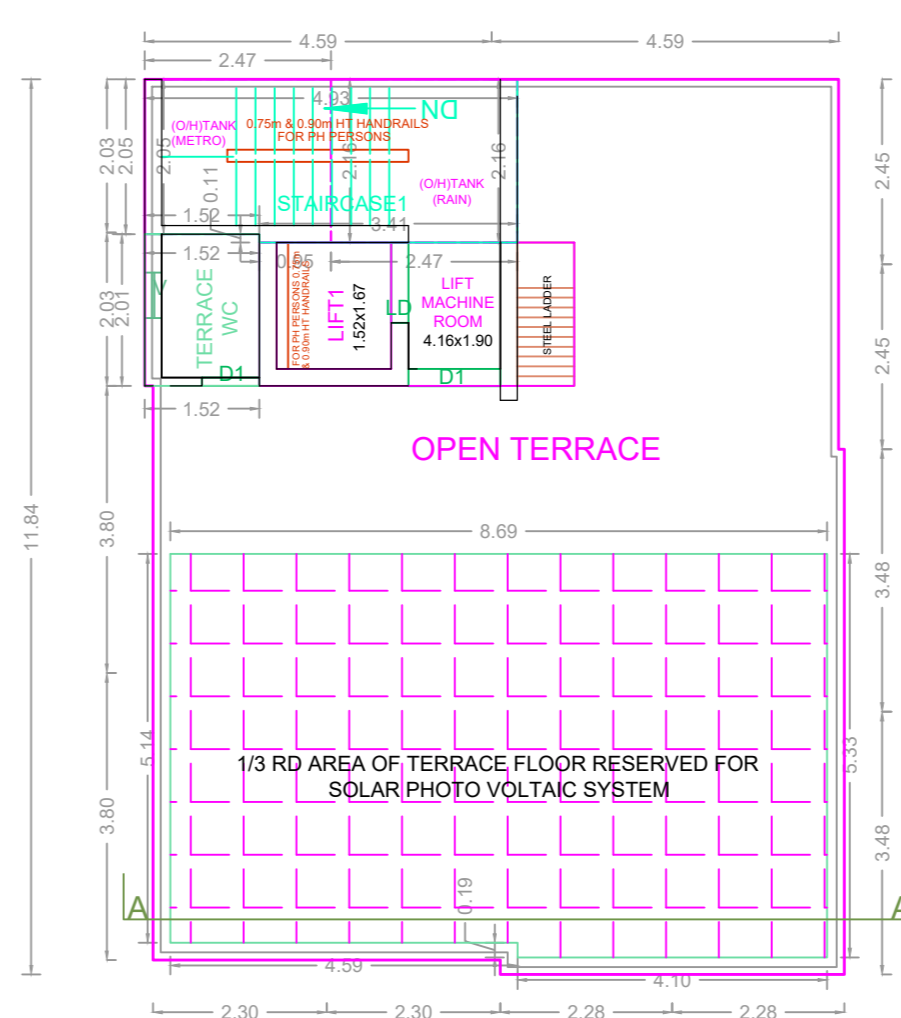 4.59
4.59
2.47
4.93
DN
(O/H)TANK
(METRO)
0.75m & 0.90m HT HANDRAILS
FOR PH PERSONS
2.03
2.05
2.05
0.11
2.16
2.16
2.45
(O/H)TANK
(RAIN)
STAIRCASE1
1.52
3.41
1.52
0.95
2.47
2.03
2.01
V
TERRACE
WC
FOR PH PERSONS 0.75m
& 0.90m HT HANDRAILS
LIFT1
1.52x1.67
LD
LIFT
MACHINE
ROOM
4.16x1.90
STEEL LADDER
2.45
D1
D1
1.52
OPEN TERRACE
11.84
3.80
8.69
3.48
5.14
5.33
1/3 RD AREA OF TERRACE FLOOR RESERVED FOR
SOLAR PHOTO VOLTAIC SYSTEM
3.80
3.48
0.19
A
A
4.59
4.10
2.30
2.30
2.28
2.28